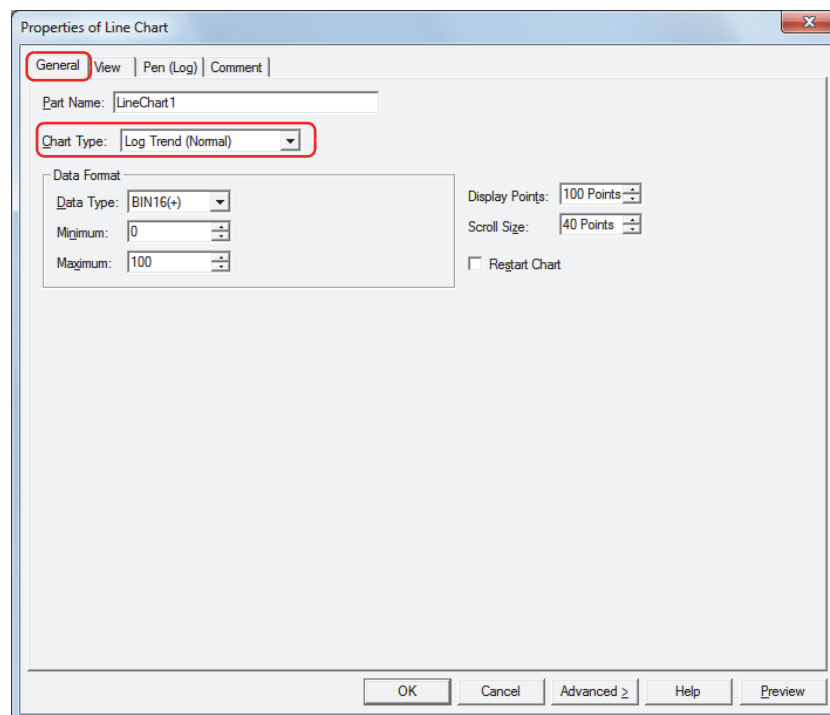 Properties of Line Chart
General View Pen (Log) Comment
Part Name: LineChart1
Chart Type: Log Trend (Normal)
Data Format
Data Type: BIN16(+)
Minimum: 0
Maximum: 100
Display Points: 100 Points
Scroll Size: 40 Points
Restart Chart
OK Cancel Advanced > Help Preview